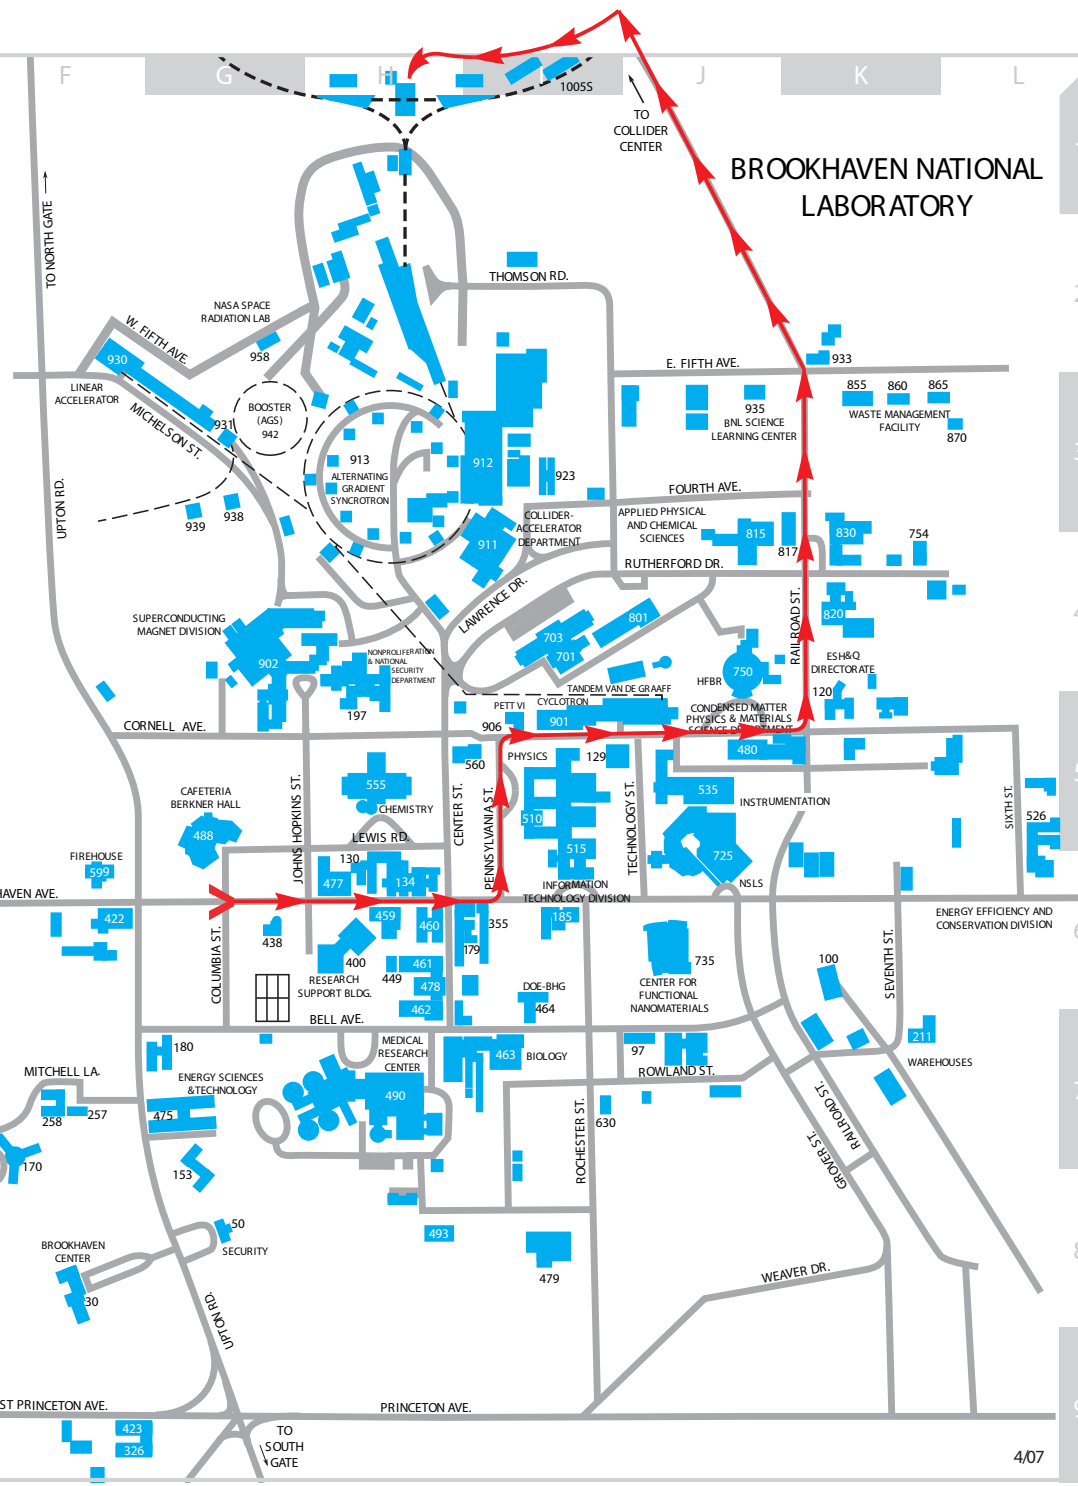 F
G
H
I
J
K
L
1005S
TO
COLLIDER
CENTER
BROOKHAVEN NATIONAL
LABORATORY
TO NORTH GATE
THOMSON RD.
NASA SPACE
RADIATION LAB
W. FIFTH AVE.
958
930
LINEAR
ACCELERATOR
MICHELSON ST.
931
BOOSTER
(AGS)
942
933
E. FIFTH AVE.
855
860
865
935
BNL SCIENCE
LEARNING CENTER
WASTE MANAGEMENT
FACILITY
870
913
ALTERNATING
GRADIENT
SYNCROTRON
912
923
UPTON RD.
939
938
FOURTH AVE.
COLLIDER-
ACCELERATOR
DEPARTMENT
911
APPLIED PHYSICAL
AND CHEMICAL
SCIENCES
815
817
830
754
RUTHERFORD DR.
LAWRENCE DR.
RAILROAD ST.
820
SUPERCONDUCTING
MAGNET DIVISION
902
NONPROLIFERATION
& NATIONAL
SECURITY
DEPARTMENT
197
703
701
801
HFBR
750
ESH&Q
DIRECTORATE
120
TANDEM VAN DE GRAAFF
CYCLOTRON
PETT VI
901
906
CORNELL AVE.
CONDENSED MATTER
PHYSICS & MATERIALS
SCIENCE DEPARTMENT
480
560
PHYSICS
129
555
CHEMISTRY
CAFETERIA
BERKNER HALL
488
JOHNS HOPKINS ST.
LEWIS RD.
CENTER ST.
PENNSYLVANIA ST.
510
515
TECHNOLOGY ST.
535
INSTRUMENTATION
725
NSLS
SIXTH ST.
526
FIREHOUSE
599
130
477
134
INFORMATION
TECHNOLOGY DIVISION
HAVEN AVE.
422
438
459
460
355
179
185
ENERGY EFFICIENCY AND
CONSERVATION DIVISION
COLUMBIA ST.
400
RESEARCH
SUPPORT BLDG.
449
461
478
462
DOE-BHG
464
735
CENTER FOR
FUNCTIONAL
NANOMATERIALS
100
SEVENTH ST.
BELL AVE.
180
MEDICAL
RESEARCH
CENTER
463
BIOLOGY
97
211
WAREHOUSES
MITCHELL LA.
ENERGY SCIENCES
& TECHNOLOGY
ROWLAND ST.
258
257
475
490
630
ROCHESTER ST.
RAILROAD ST.
GROVER ST.
170
153
50
SECURITY
BROOKHAVEN
CENTER
30
493
479
WEAVER DR.
UPTON RD.
ST PRINCETON AVE.
PRINCETON AVE.
423
326
TO
SOUTH
GATE
4/07